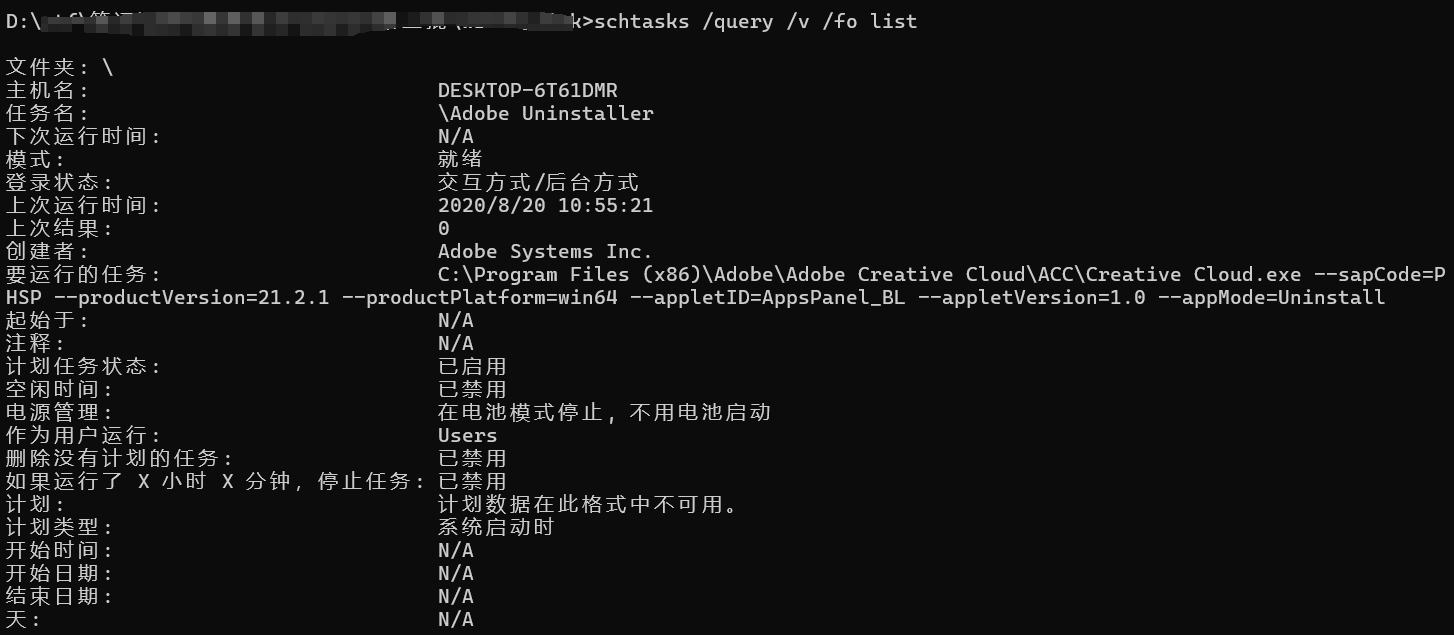 D:\ k>schtasks /query /v /fo list
文件夹: \
主机名: DESKTOP-6T61DMR
任务名: \Adobe Uninstaller
下次运行时间: N/A
模式: 就绪
登录状态: 交互方式/后台方式
上次运行时间: 2020/8/20 10:55:21
上次结果: 0
创建者: Adobe Systems Inc.
要运行的任务: C:\Program Files (x86)\Adobe\Adobe Creative Cloud\ACC\Creative Cloud.exe --sapCode=P
HSP --productVersion=21.2.1 --productPlatform=win64 --appletID=AppsPanel_BL --appletVersion=1.0 --appMode=Uninstall
起始于: N/A
注释: N/A
计划任务状态: 已启用
空闲时间: 已禁用
电源管理: 在电池模式停止, 不用电池启动
作为用户运行: Users
删除没有计划的任务: 已禁用
如果运行了 X 小时 X 分钟, 停止任务: 已禁用
计划: 计划数据在此格式中不可用。
计划类型: 系统启动时
开始时间: N/A
开始日期: N/A
结束日期: N/A
天: N/A